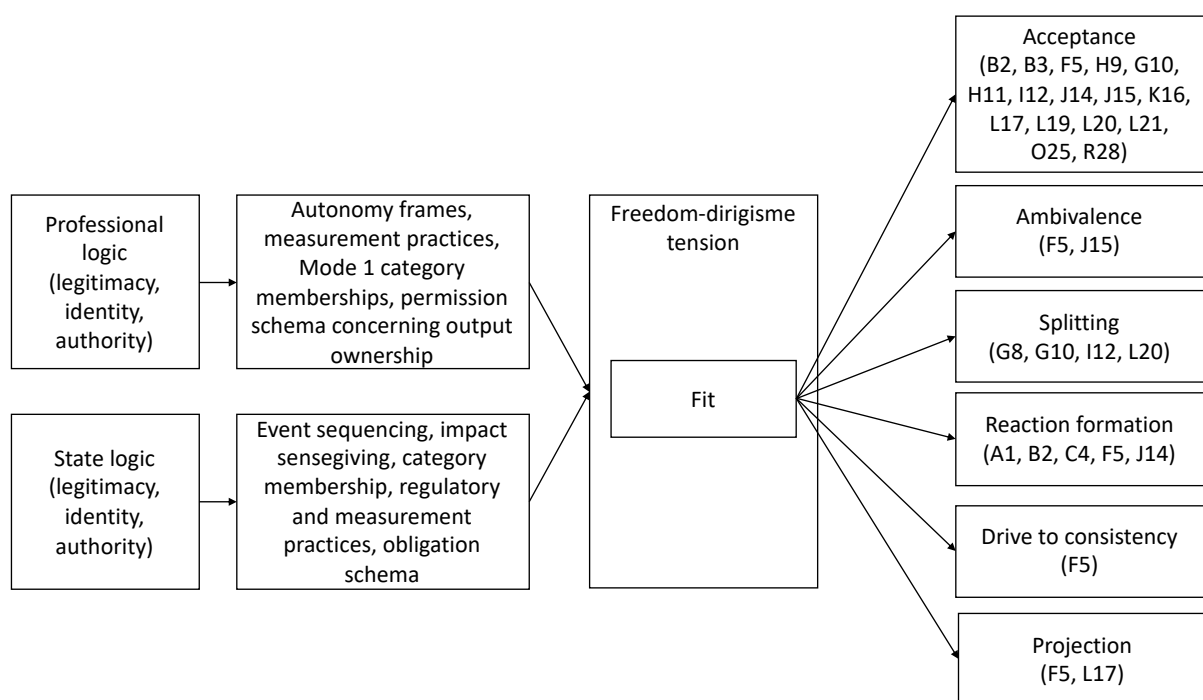 Professional
logic
(legitimacy,
identity,
authority)
State logic
(legitimacy,
identity,
authority)
Autonomy frames,
measurement practices,
Mode 1 category
memberships, permission
schema concerning output
ownership
Event sequencing, impact
sensegiving, category
membership, regulatory
and measurement
practices, obligation
schema
Freedom-dirigisme
tension
Fit
Acceptance
(B2, B3, F5, H9, G10,
H11, I12, J14, J15, K16,
L17, L19, L20, L21,
O25, R28)
Ambivalence
(F5, J15)
Splitting
(G8, G10, I12, L20)
Reaction formation
(A1, B2, C4, F5, J14)
Drive to consistency
(F5)
Projection
(F5, L17)